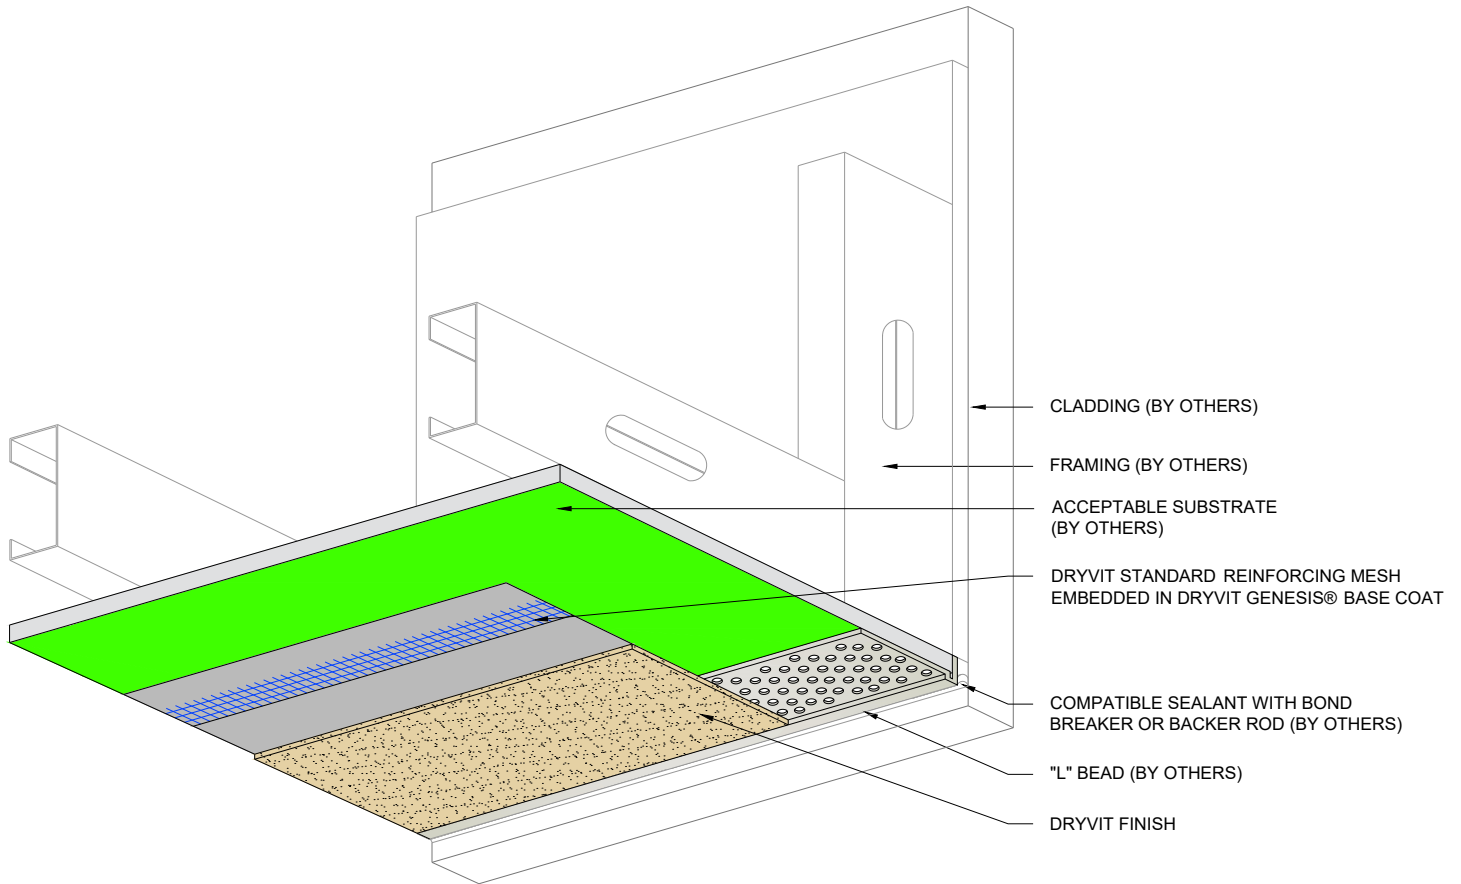 CLADDING (BY OTHERS)
FRAMING (BY OTHERS)
ACCEPTABLE SUBSTRATE
(BY OTHERS)
DRYVIT STANDARD REINFORCING MESH
EMBEDDED IN DRYVIT GENESIS® BASE COAT
COMPATIBLE SEALANT WITH BOND
BREAKER OR BACKER ROD (BY OTHERS)
"L" BEAD (BY OTHERS)
DRYVIT FINISH